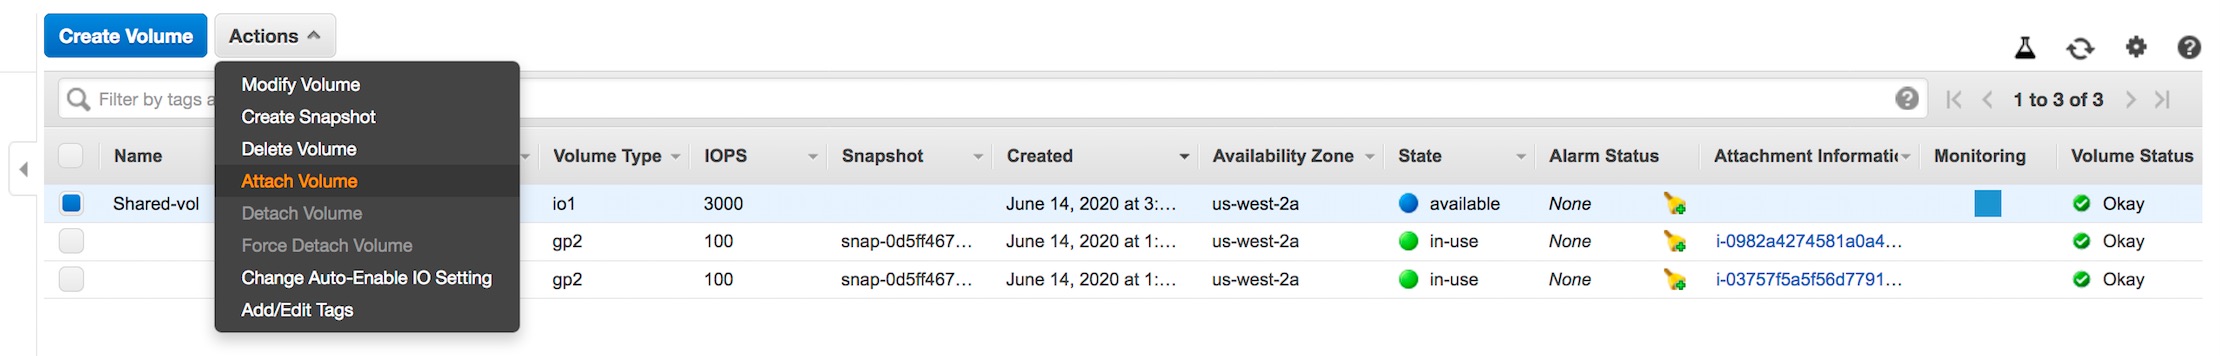 Create Volume Actions
Modify Volume
Filter by tags a 1 to 3 of 3
Create Snapshot
Delete Volume
Name Volume Type IOPS Snapshot Created Availability Zone State Alarm Status Attachment Informatic Monitoring Volume Status
Attach Volume
Shared-vol io1 3000 June 14, 2020 at 3:... us-west-2a available None Okay
Detach Volume
Force Detach Volume
gp2 100 snap-0d5ff467... June 14, 2020 at 1:... us-west-2a in-use None i-0982a4274581a0a4... Okay
Change Auto-Enable IO Setting
gp2 100 snap-0d5ff467... June 14, 2020 at 1:... us-west-2a in-use None i-03757f5a5f56d7791... Okay
Add/Edit Tags